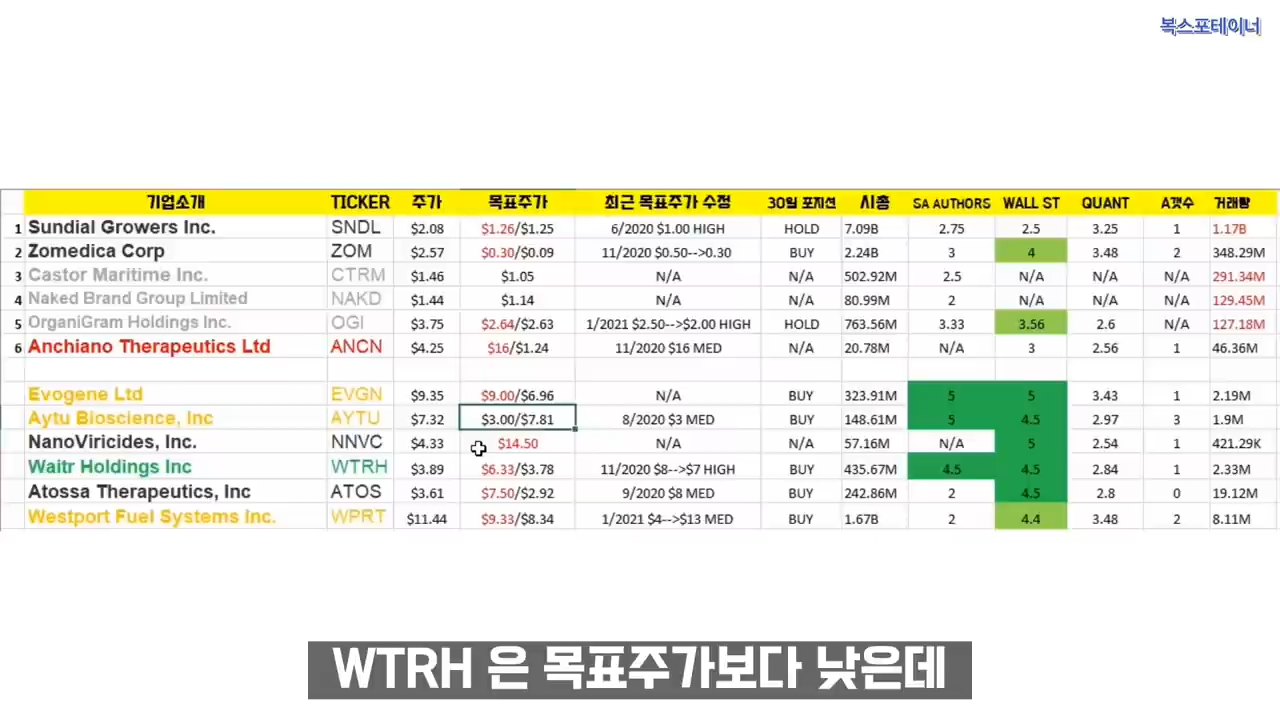 복스포테이너
기업소개 TICKER 주가 목표주가 최근 목표주가 수정 30일 포지션 시총 SA AUTHORS WALL ST QUANT A갯수 거래량
1 Sundial Growers Inc. SNDL $2.08 $1.26/$1.25 6/2020 $1.00 HIGH HOLD 7.09B 2.75 2.5 3.25 1 1.17B
2 Zomedica Corp ZOM $2.57 $0.30/$0.09 11/2020 $0.50-->0.30 BUY 2.24B 3 4 3.48 2 348.29M
3 Castor Maritime Inc. CTRM $1.46 $1.05 N/A N/A 502.92M 2.5 N/A N/A N/A 291.34M
4 Naked Brand Group Limited NAKD $1.44 $1.14 N/A N/A 80.99M 2 N/A N/A N/A 129.45M
5 OrganiGram Holdings Inc. OGI $3.75 $2.64/$2.63 1/2021 $2.50-->$2.00 HIGH HOLD 763.56M 3.33 3.56 2.6 N/A 127.18M
6 Anchiano Therapeutics Ltd ANCN $4.25 $16/$1.24 11/2020 $16 MED N/A 20.78M N/A 3 2.56 1 46.36M
Evogene Ltd EVGN $9.35 $9.00/$6.96 N/A BUY 323.91M 5 5 3.43 1 2.19M
Aytu Bioscience, Inc AYTU $7.32 $3.00/$7.81 8/2020 $3 MED BUY 148.61M 5 4.5 2.97 3 1.9M
NanoViricides, Inc. NNVC $4.33 $14.50 N/A N/A 57.16M N/A 5 2.54 1 421.29K
Waitr Holdings Inc WTRH $3.89 $6.33/$3.78 11/2020 $8-->$7 HIGH BUY 435.67M 4.5 4.5 2.84 1 2.33M
Atossa Therapeutics, Inc ATOS $3.61 $7.50/$2.92 9/2020 $8 MED BUY 242.86M 2 4.5 2.8 0 19.12M
Westport Fuel Systems Inc. WPRT $11.44 $9.33/$8.34 1/2021 $4-->$13 MED BUY 1.67B 2 4.4 3.48 2 8.11M
WTRH 은 목표주가보다 낮은데